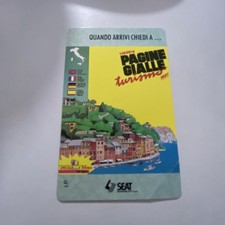 QUANDO ARRIVI CHIEDI A ....
PAGINE
GIALLE
turismo
SEAT